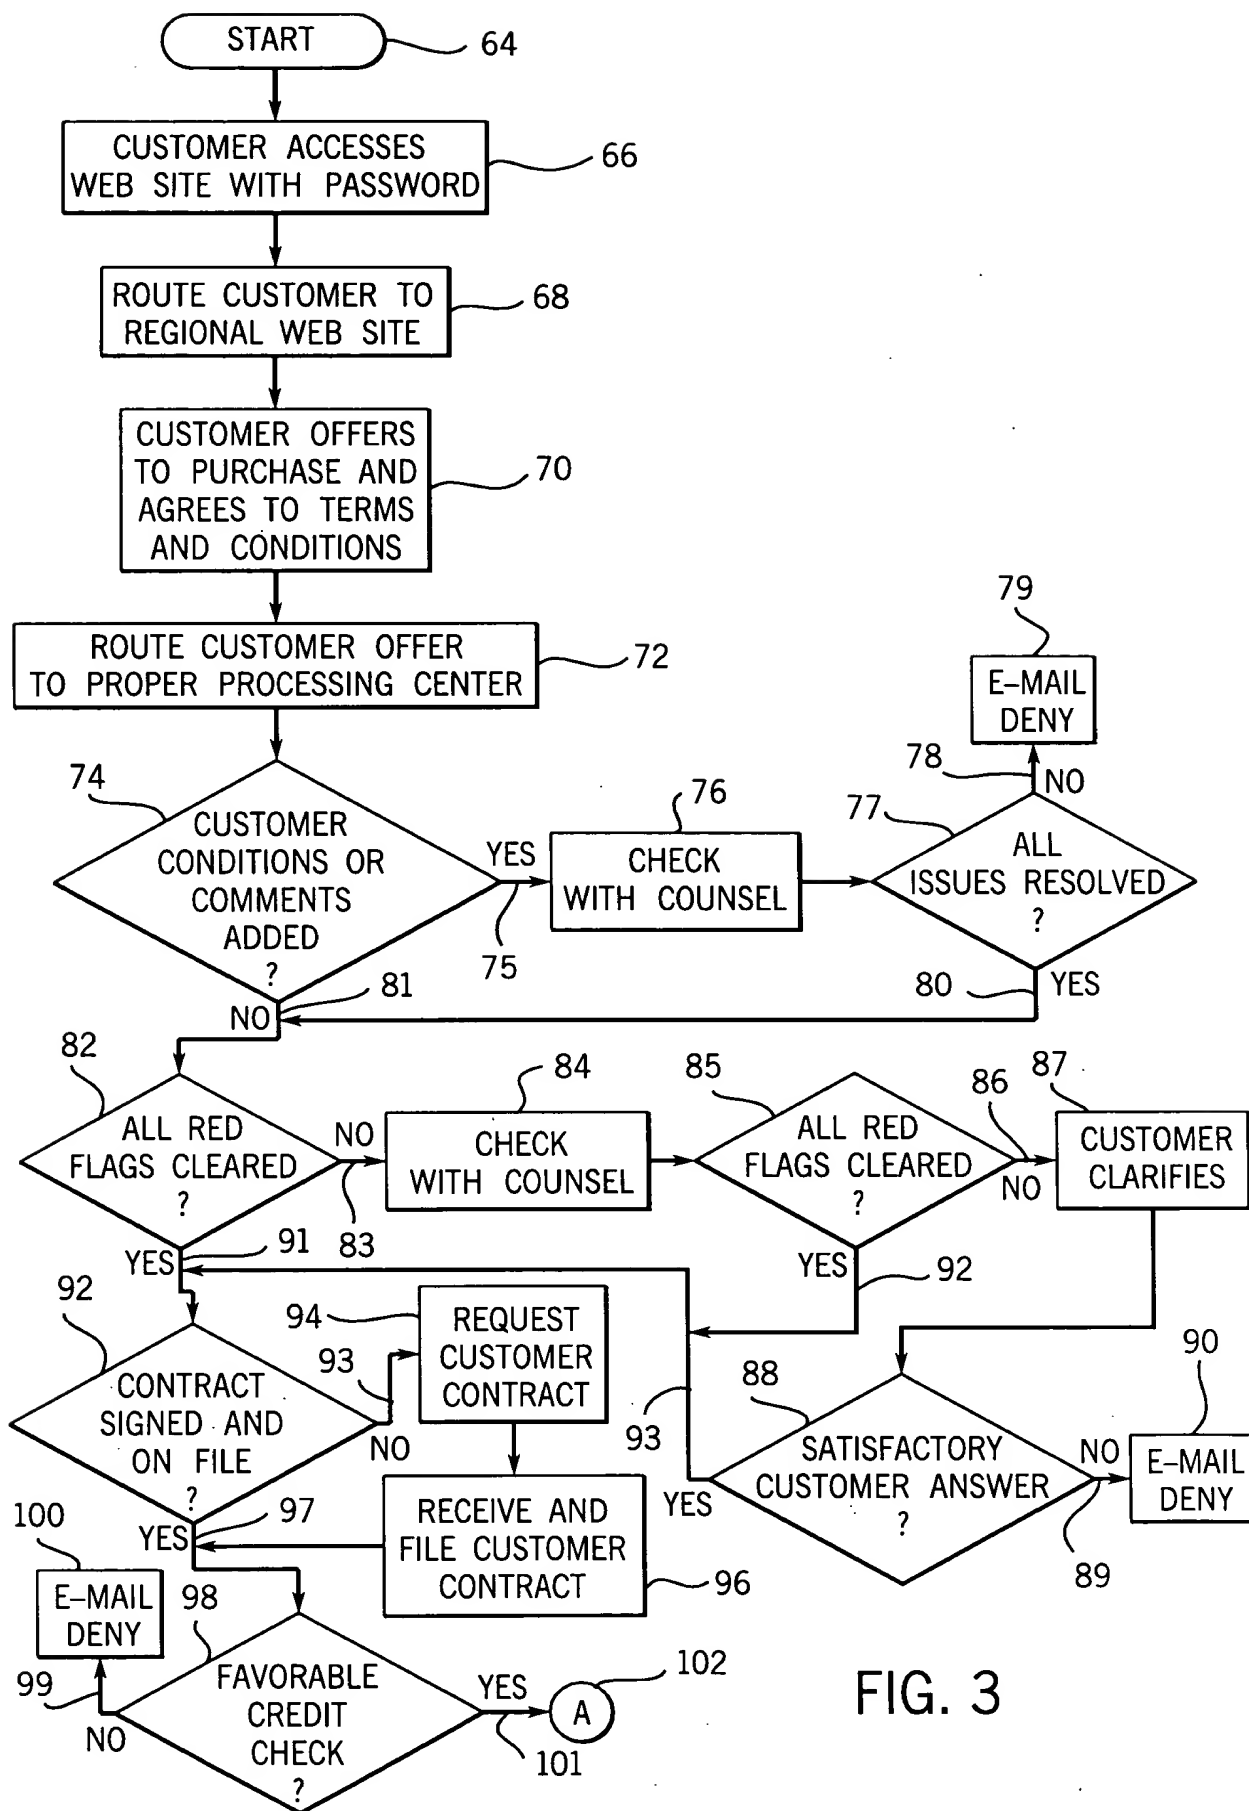 START
64
CUSTOMER ACCESSES
WEB SITE WITH PASSWORD
66
ROUTE CUSTOMER TO
REGIONAL WEB SITE
68
CUSTOMER OFFERS
TO PURCHASE AND
AGREES TO TERMS
AND CONDITIONS
70
ROUTE CUSTOMER OFFER
TO PROPER PROCESSING CENTER
72
79
E-MAIL
DENY
74
CUSTOMER
CONDITIONS OR
COMMENTS
ADDED
?
YES
75
76
CHECK
WITH COUNSEL
77
78
NO
ALL
ISSUES RESOLVED
?
80
YES
81
NO
82
ALL RED
FLAGS CLEARED
?
NO
83
84
CHECK
WITH COUNSEL
85
ALL RED
FLAGS CLEARED
?
86
NO
87
CUSTOMER
CLARIFIES
YES
91
YES
92
92
CONTRACT
SIGNED AND
ON FILE
?
93
NO
94
REQUEST
CUSTOMER
CONTRACT
93
88
SATISFACTORY
CUSTOMER ANSWER
?
YES
NO
89
90
E-MAIL
DENY
YES
97
RECEIVE AND
FILE CUSTOMER
CONTRACT
96
100
E-MAIL
DENY
98
99
NO
FAVORABLE
CREDIT
CHECK
?
YES
101
A
102
FIG. 3